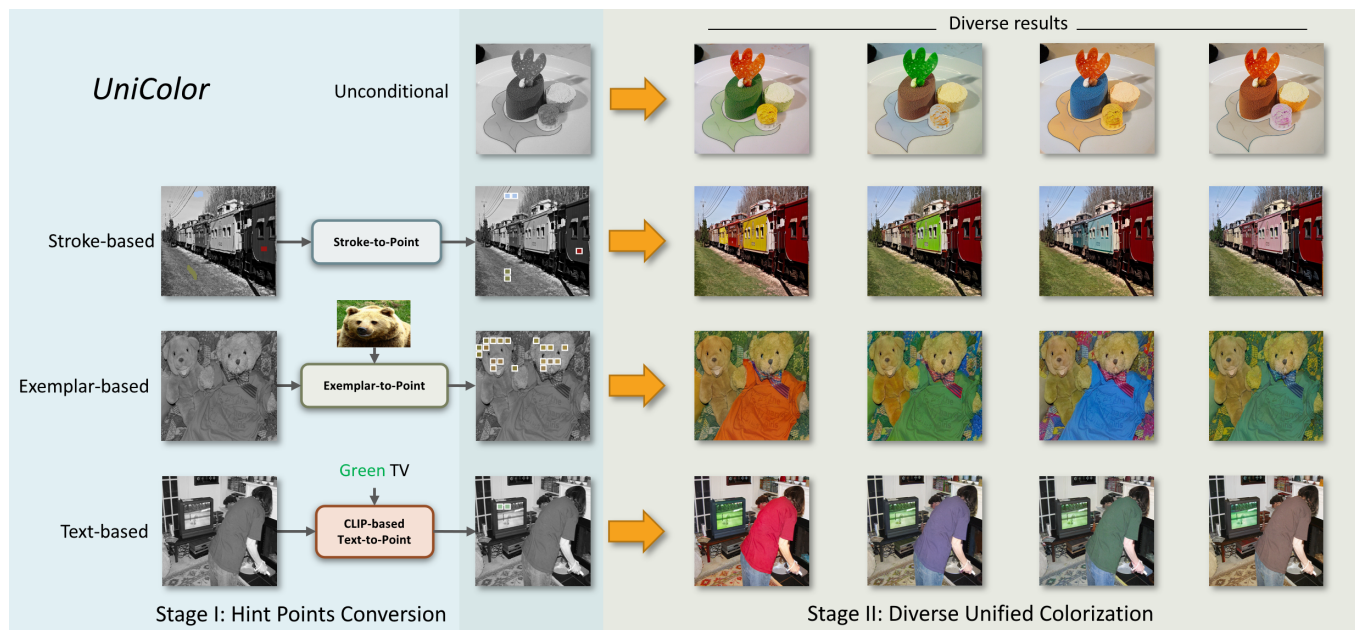 Diverse results
UniColor
Unconditional
Stroke-based
Stroke-to-Point
Exemplar-based
Exemplar-to-Point
Green TV
Text-based
CLIP-based
Text-to-Point
Stage I: Hint Points Conversion
Stage II: Diverse Unified Colorization